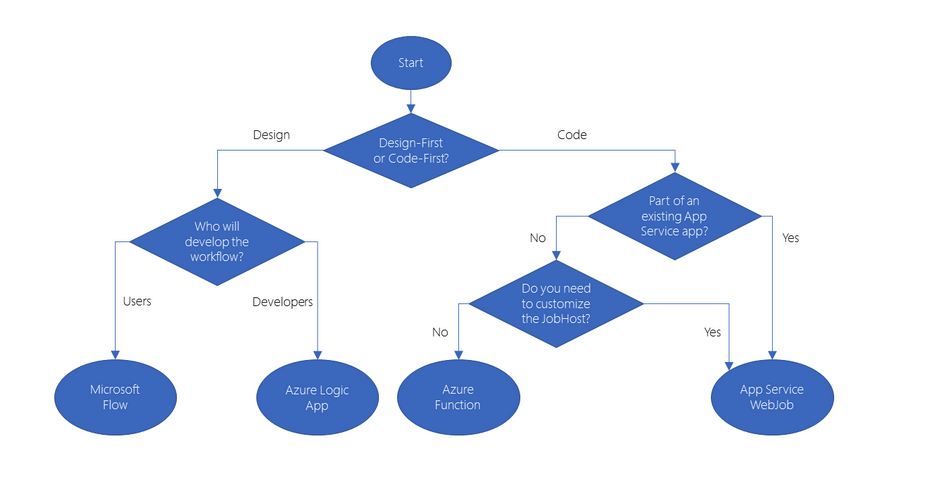 Start
Design
Design-First
or Code-First?
Code
Who will
develop the
workflow?
Part of an
existing App
Service app?
No
Yes
Users
Developers
Do you need
to customize
the JobHost?
No
Yes
Microsoft
Flow
Azure Logic
App
Azure
Function
App Service
WebJob